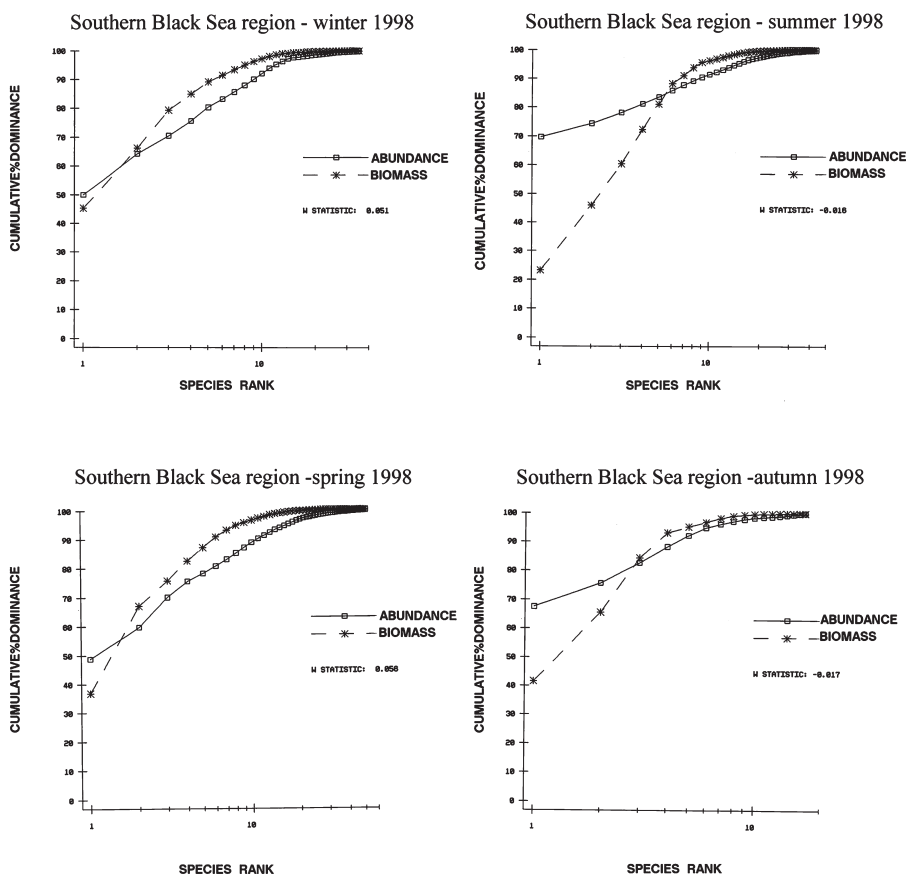 Southern Black Sea region - winter 1998
CUMULATIVE%DOMINANCE
100
90
80
70
60
50
40
30
20
10
0
ABUNDANCE
BIOMASS
W STATISTIC: 0.051
1 10
SPECIES RANK
Southern Black Sea region - summer 1998
CUMULATIVE%DOMINANCE
100
90
80
70
60
50
40
30
20
10
0
ABUNDANCE
BIOMASS
W STATISTIC: -0.016
1 10
SPECIES RANK
Southern Black Sea region -spring 1998
CUMULATIVE%DOMINANCE
100
90
80
70
60
50
40
30
20
10
0
ABUNDANCE
BIOMASS
W STATISTIC: 0.056
1 10
SPECIES RANK
Southern Black Sea region -autumn 1998
CUMULATIVE%DOMINANCE
100
90
80
70
60
50
40
30
20
10
0
ABUNDANCE
BIOMASS
W STATISTIC: -0.017
1 10
SPECIES RANK